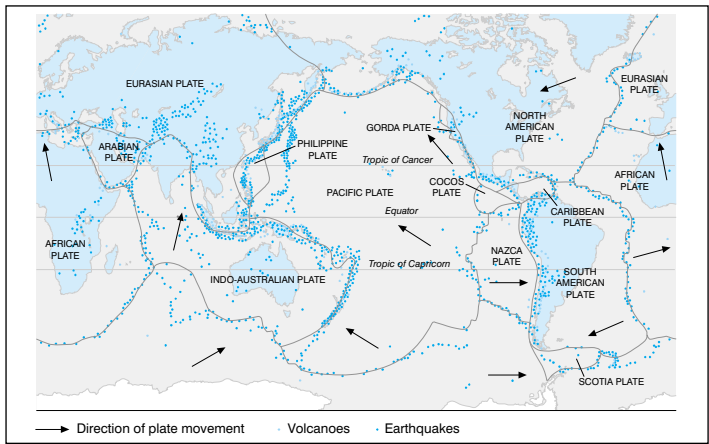 EURASIAN PLATE
EURASIAN
PLATE
NORTH
AMERICAN
PLATE
GORDA PLATE
ARABIAN
PLATE
PHILIPPINE
PLATE
Tropic of Cancer
AFRICAN
PLATE
PACIFIC PLATE
COCOS
PLATE
Equator
CARIBBEAN
PLATE
AFRICAN
PLATE
NAZCA
PLATE
Tropic of Capricorn
INDO-AUSTRALIAN PLATE
SOUTH
AMERICAN
PLATE
SCOTIA PLATE
Direction of plate movement
Volcanoes
Earthquakes